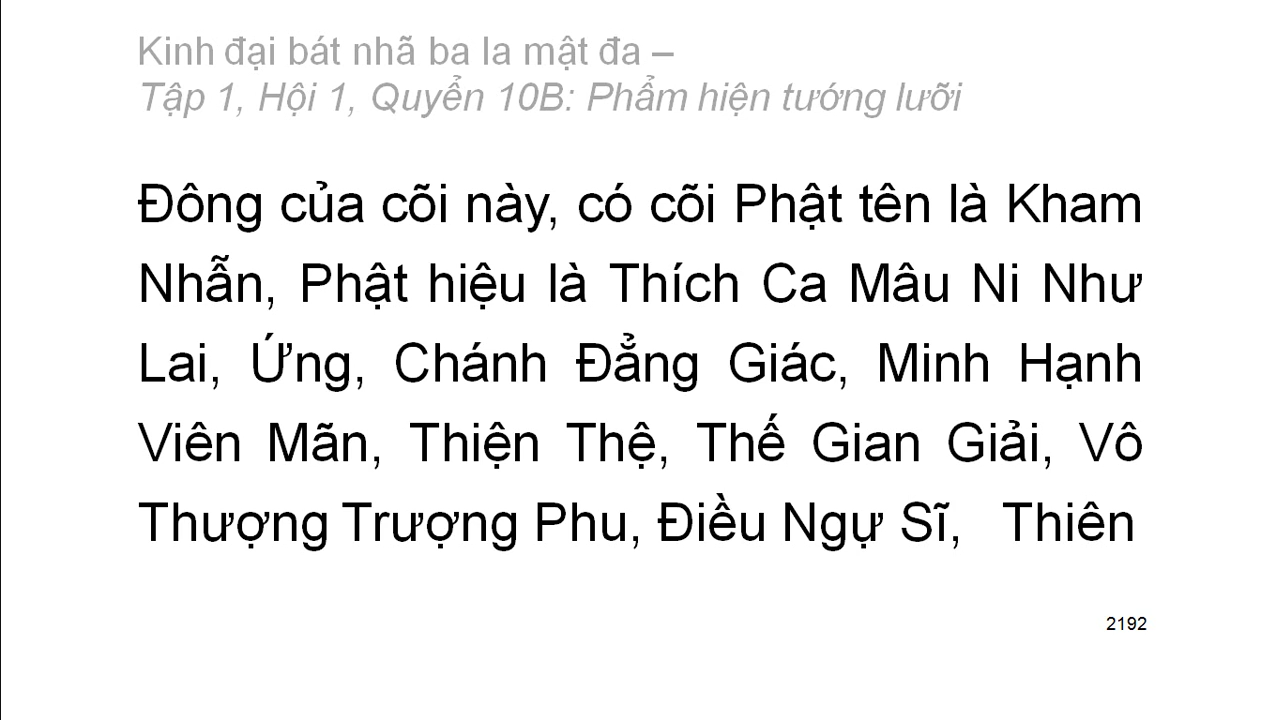 Kinh đại bát nhã ba la mật đa –
Tập 1, Hội 1, Quyển 10B: Phẩm hiện tướng lưỡi
Đông của cõi này, có cõi Phật tên là Kham
Nhẫn, Phật hiệu là Thích Ca Mâu Ni Như
Lai, Ứng, Chánh Đẳng Giác, Minh Hạnh
Viên Mãn, Thiện Thệ, Thế Gian Giải, Vô
Thượng Trượng Phu, Điều Ngự Sĩ, Thiên
2192